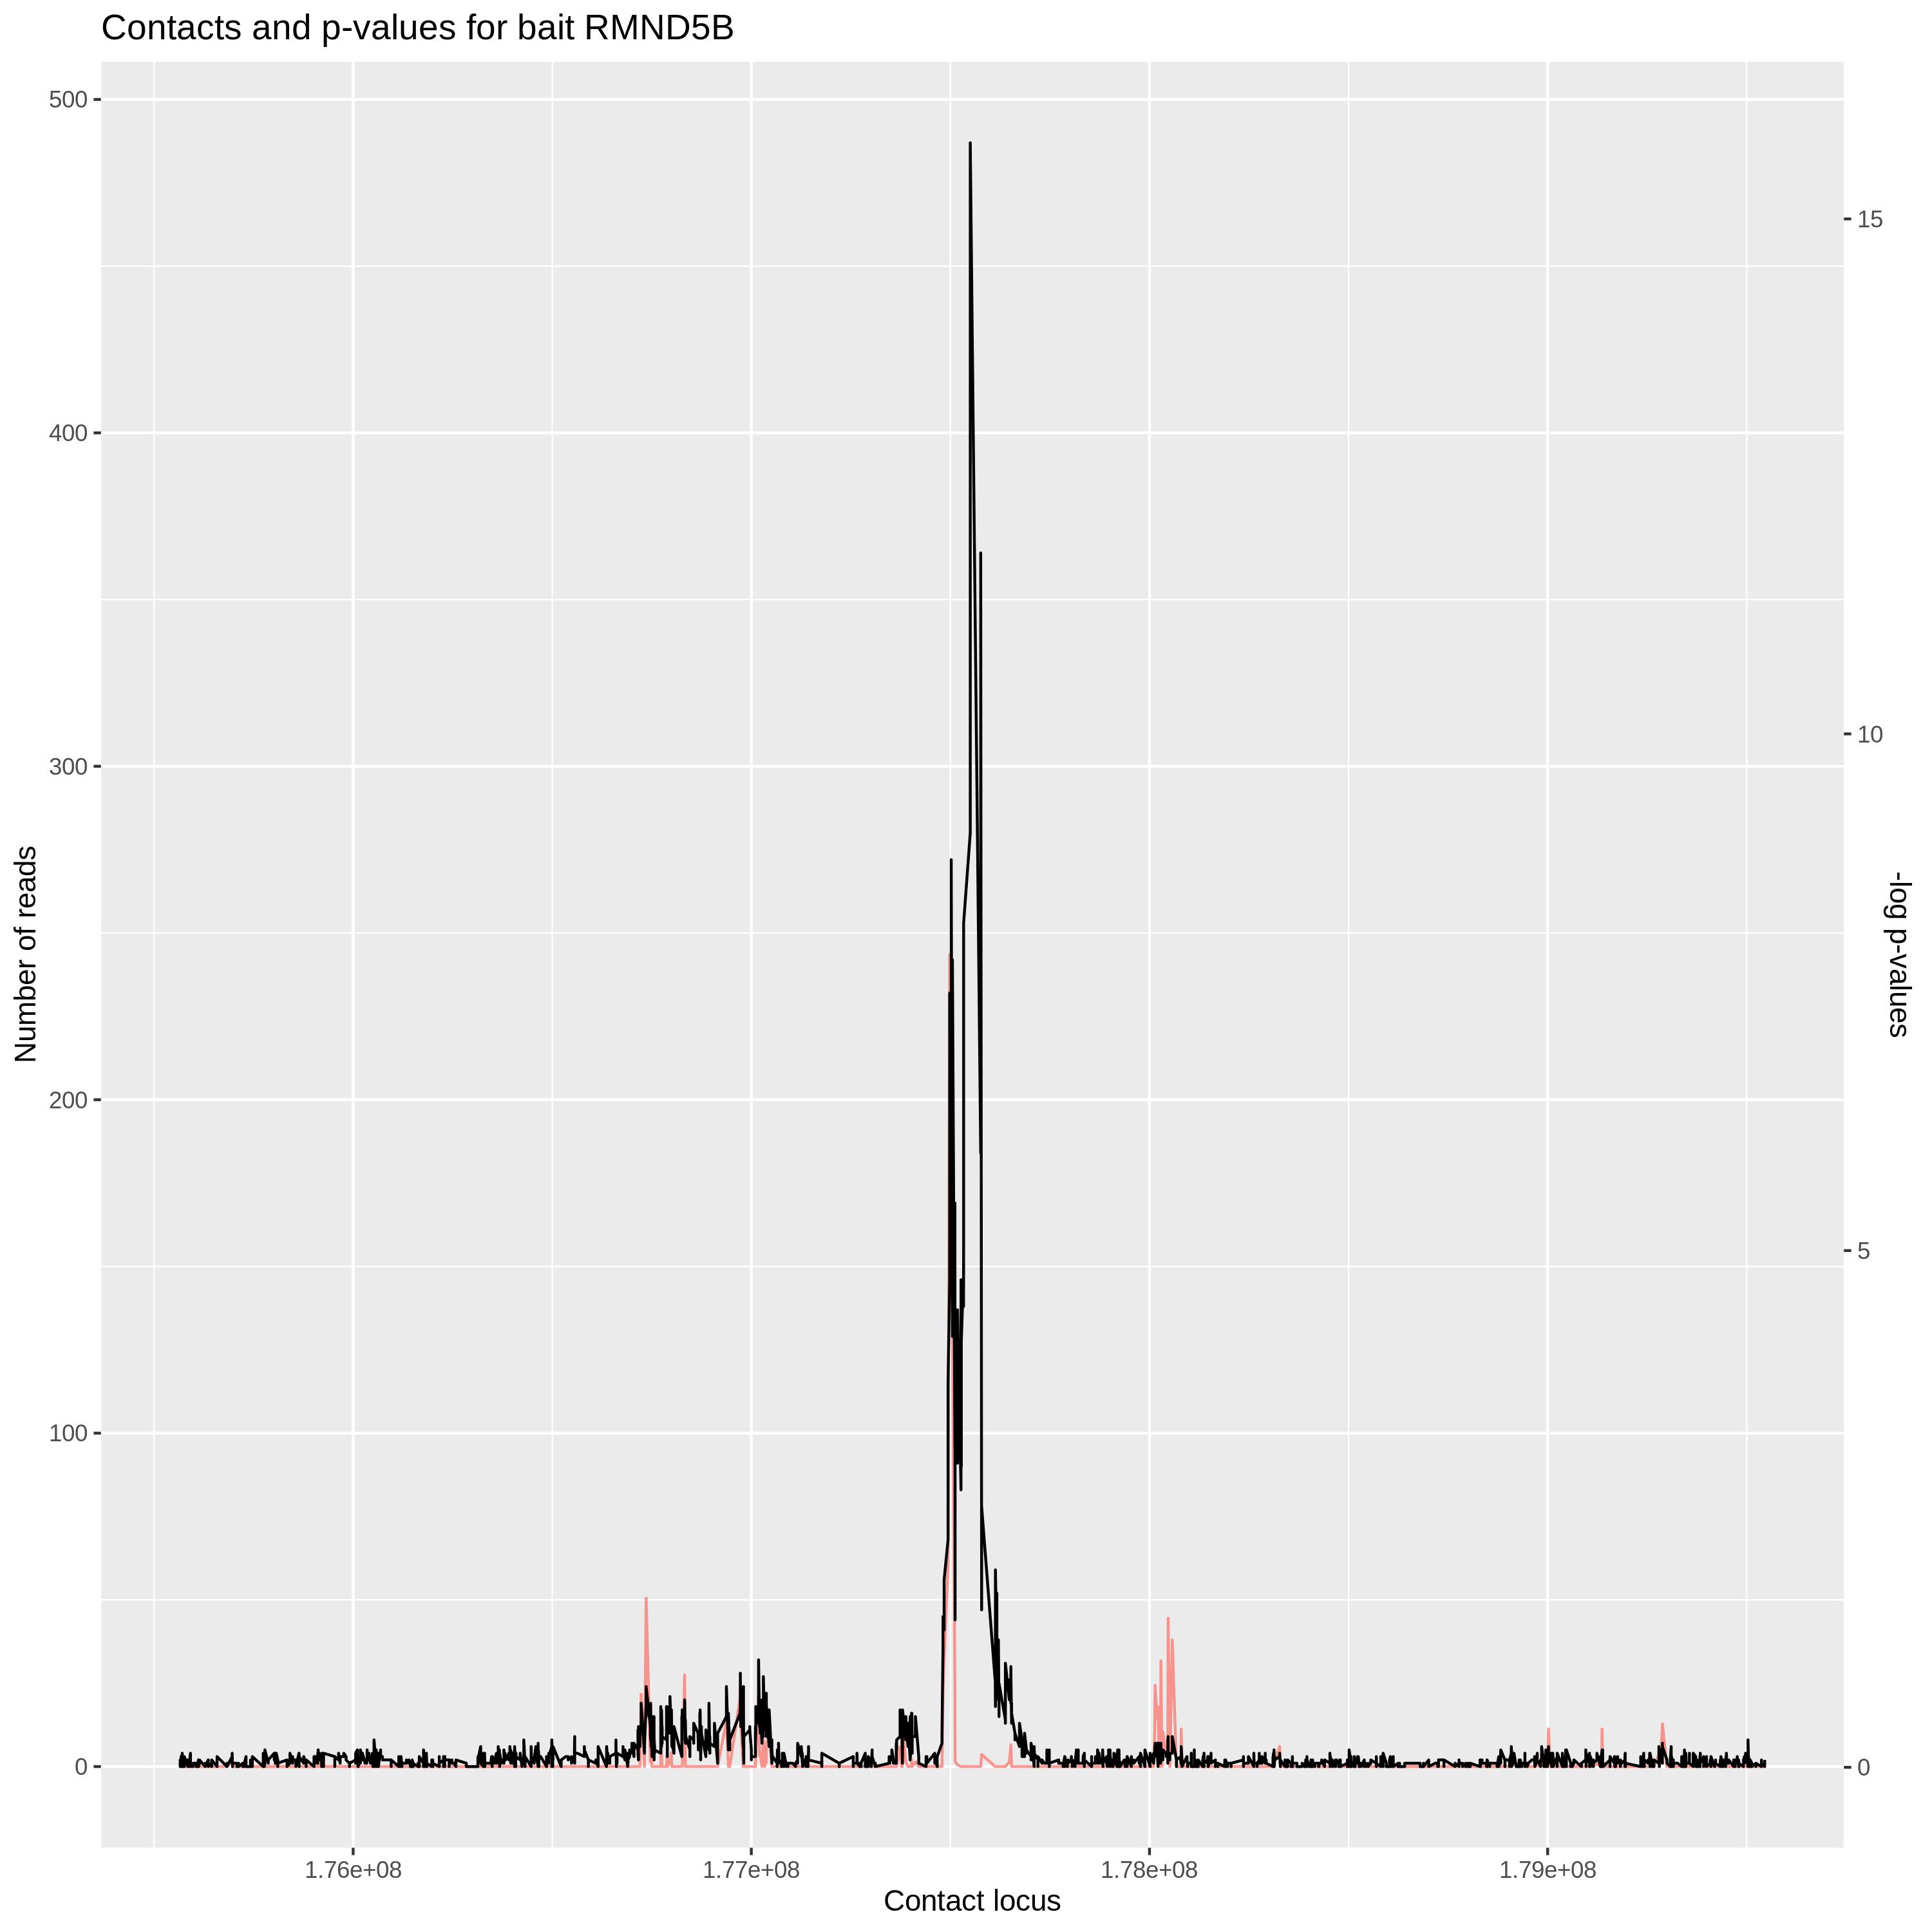 Contacts and p-values for bait RMND5B
500
400
300
200
100
0
Number of reads
15
10
5
0
-log p-values
1.76e+08
1.77e+08
1.78e+08
1.79e+08
Contact locus